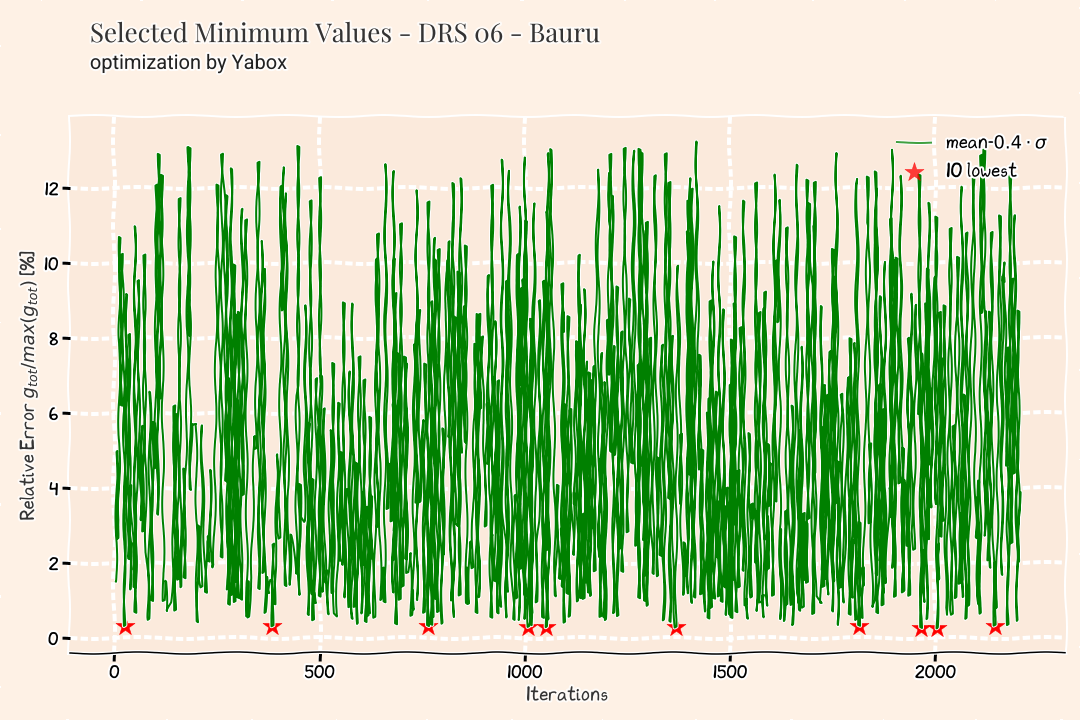 Selected Minimum Values - DRS 06 - Bauru
optimization by Yabox
mean-0.4 · σ
10 lowest
Relative Error g_tot/max(g_tot) [%]
12
10
8
6
4
2
0
0 500 1000 1500 2000
Iterations